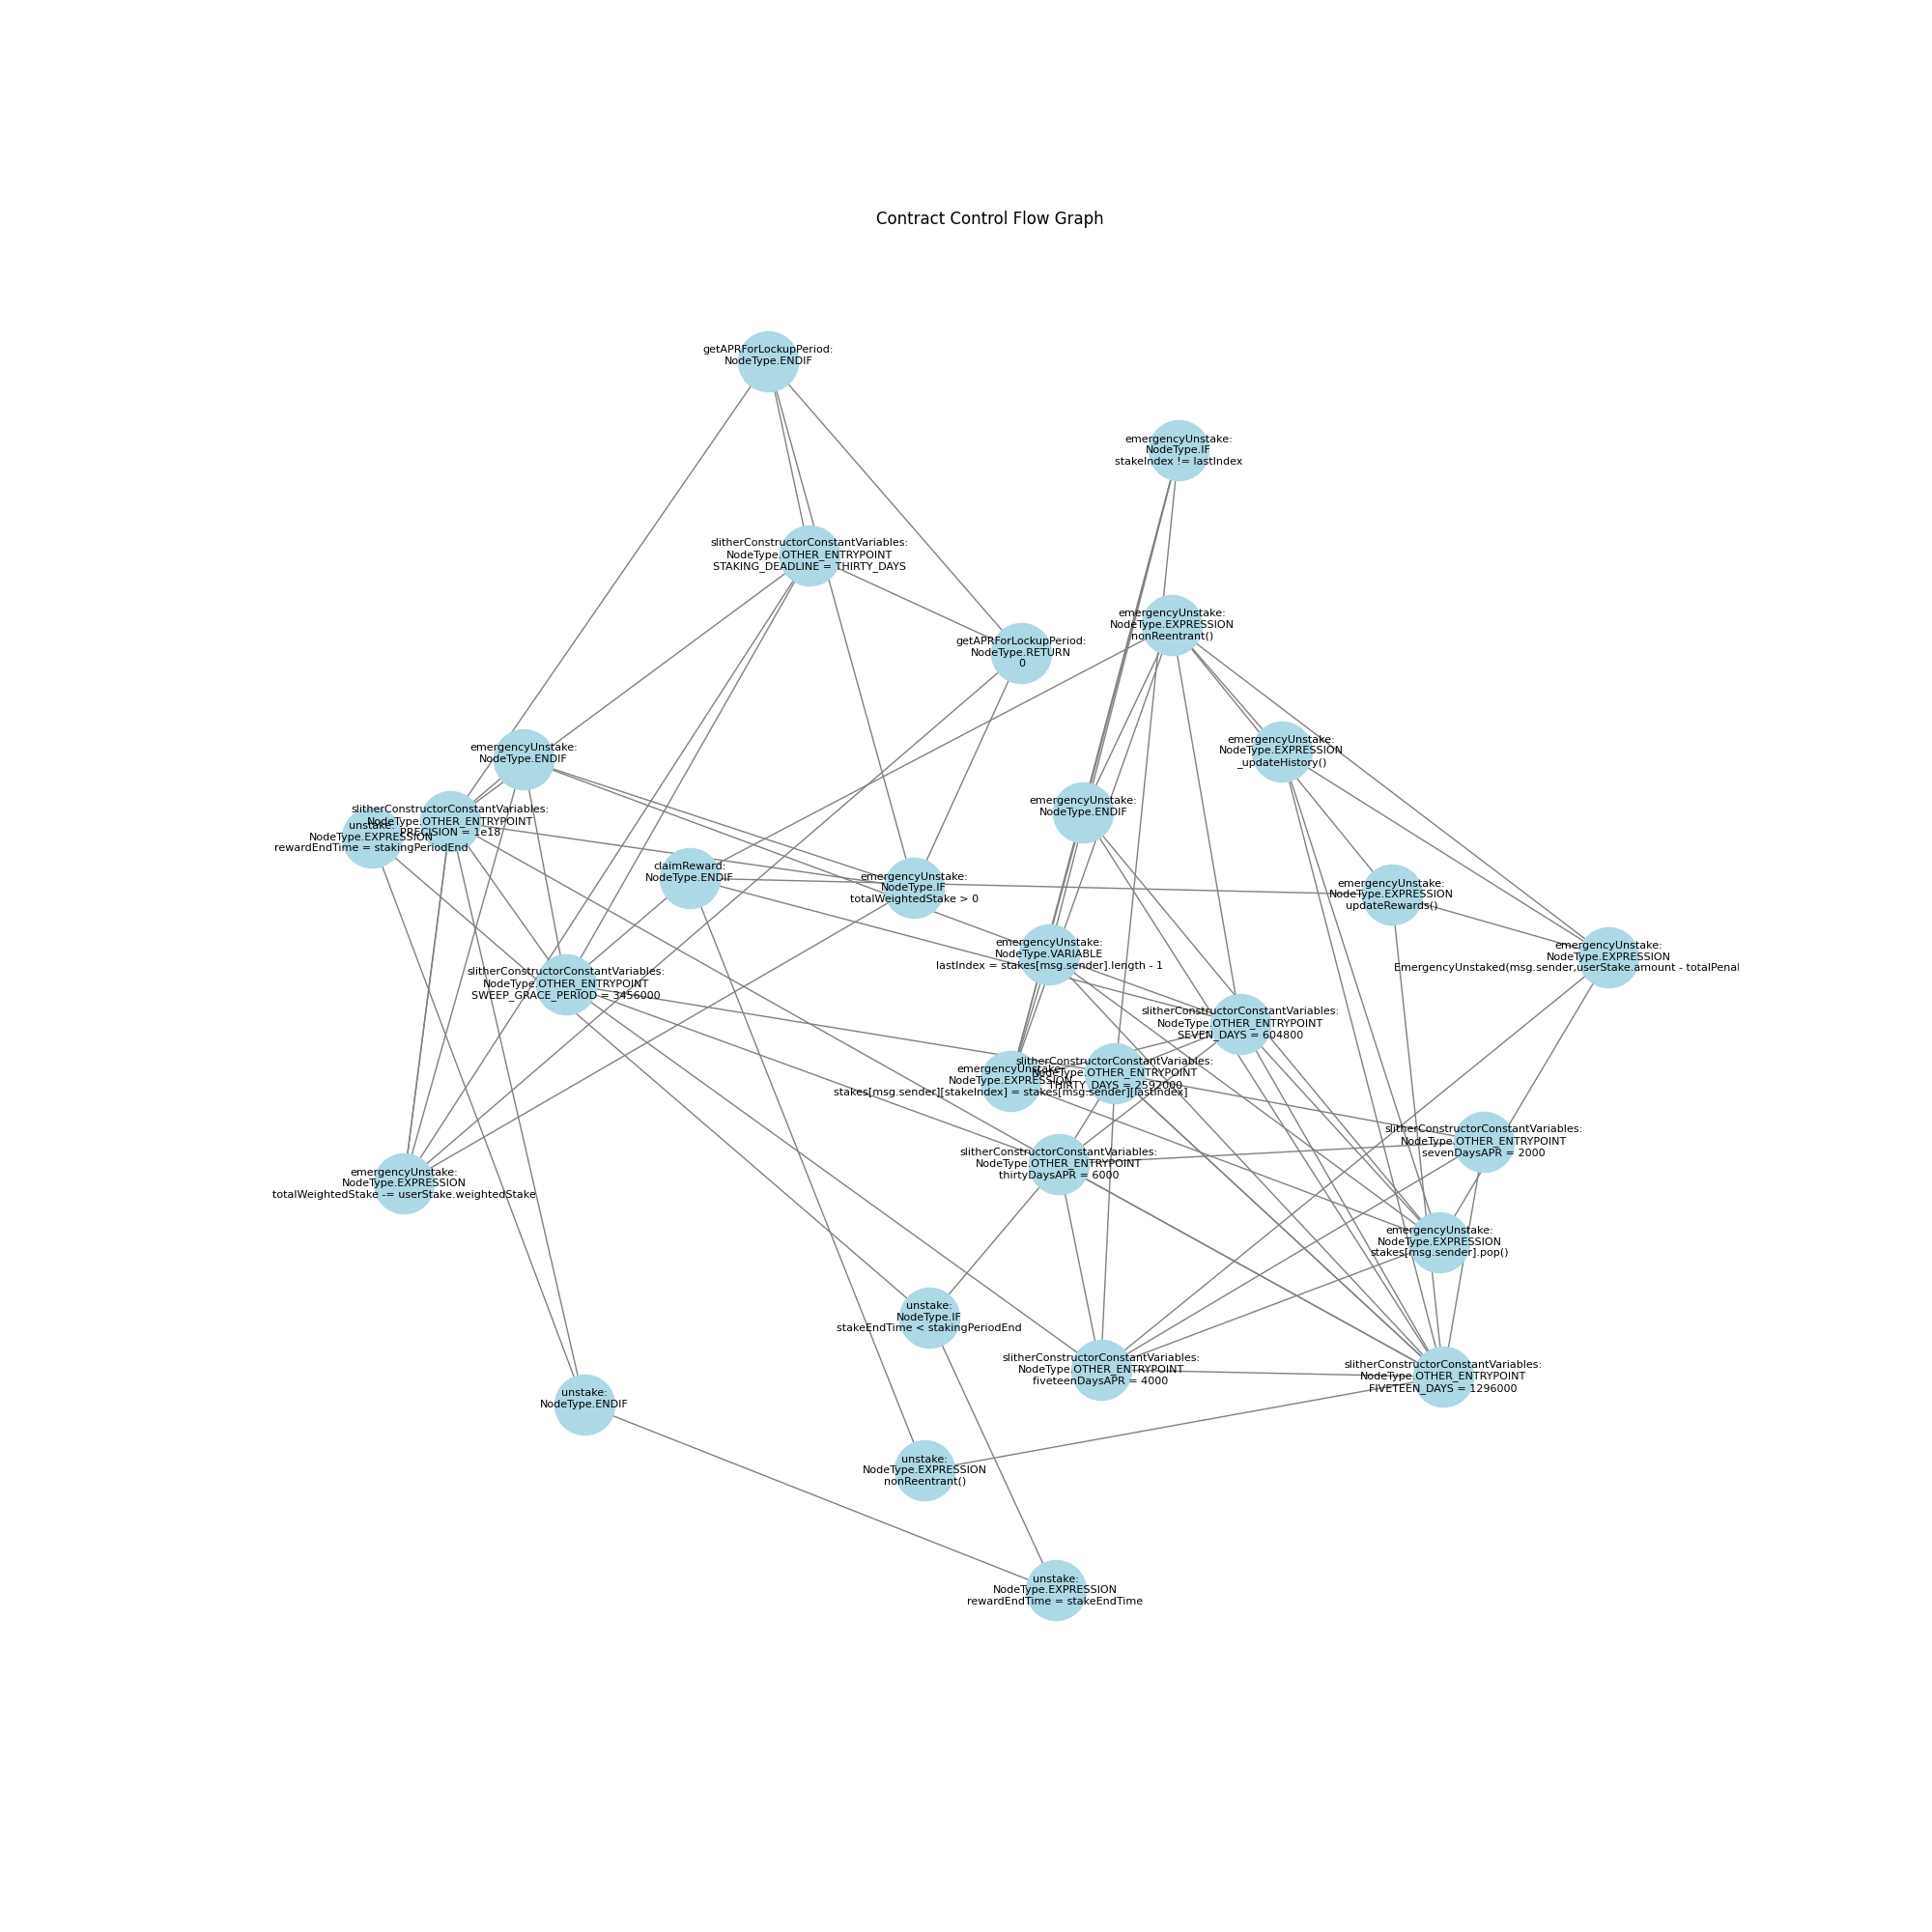 Contract Control Flow Graph
getAPRForLockupPeriod:
NodeType.ENDIF
emergencyUnstake:
NodeType.IF
stakeIndex != lastIndex
slitherConstructorConstantVariables:
NodeType.OTHER_ENTRYPOINT
STAKING_DEADLINE = THIRTY_DAYS
emergencyUnstake:
NodeType.EXPRESSION
nonReentrant()
getAPRForLockupPeriod:
NodeType.RETURN
0
emergencyUnstake:
NodeType.ENDIF
emergencyUnstake:
NodeType.EXPRESSION
_updateHistory()
slitherConstructorConstantVariables:
NodeType.OTHER_ENTRYPOINT
PRECISION = 1e18
unstake:
NodeType.EXPRESSION
rewardEndTime = stakingPeriodEnd
emergencyUnstake:
NodeType.ENDIF
claimReward:
NodeType.ENDIF
emergencyUnstake:
NodeType.IF
totalWeightedStake > 0
emergencyUnstake:
NodeType.EXPRESSION
updateRewards()
emergencyUnstake:
NodeType.VARIABLE
lastIndex = stakes[msg.sender].length - 1
emergencyUnstake:
NodeType.EXPRESSION
EmergencyUnstaked(msg.sender,userStake.amount - totalPenal
slitherConstructorConstantVariables:
NodeType.OTHER_ENTRYPOINT
SWEEP_GRACE_PERIOD = 3456000
slitherConstructorConstantVariables:
NodeType.OTHER_ENTRYPOINT
SEVEN_DAYS = 604800
slitherConstructorConstantVariables:
NodeType.OTHER_ENTRYPOINT
THIRTY_DAYS = 2592000
emergencyUnstake:
NodeType.EXPRESSION
stakes[msg.sender][stakeIndex] = stakes[msg.sender][lastIndex]
slitherConstructorConstantVariables:
NodeType.OTHER_ENTRYPOINT
sevenDaysAPR = 2000
slitherConstructorConstantVariables:
NodeType.OTHER_ENTRYPOINT
thirtyDaysAPR = 6000
emergencyUnstake:
NodeType.EXPRESSION
totalWeightedStake -= userStake.weightedStake
emergencyUnstake:
NodeType.EXPRESSION
stakes[msg.sender].pop()
unstake:
NodeType.IF
stakeEndTime < stakingPeriodEnd
slitherConstructorConstantVariables:
NodeType.OTHER_ENTRYPOINT
fiveteenDaysAPR = 4000
slitherConstructorConstantVariables:
NodeType.OTHER_ENTRYPOINT
FIVETEEN_DAYS = 1296000
unstake:
NodeType.ENDIF
unstake:
NodeType.EXPRESSION
nonReentrant()
unstake:
NodeType.EXPRESSION
rewardEndTime = stakeEndTime